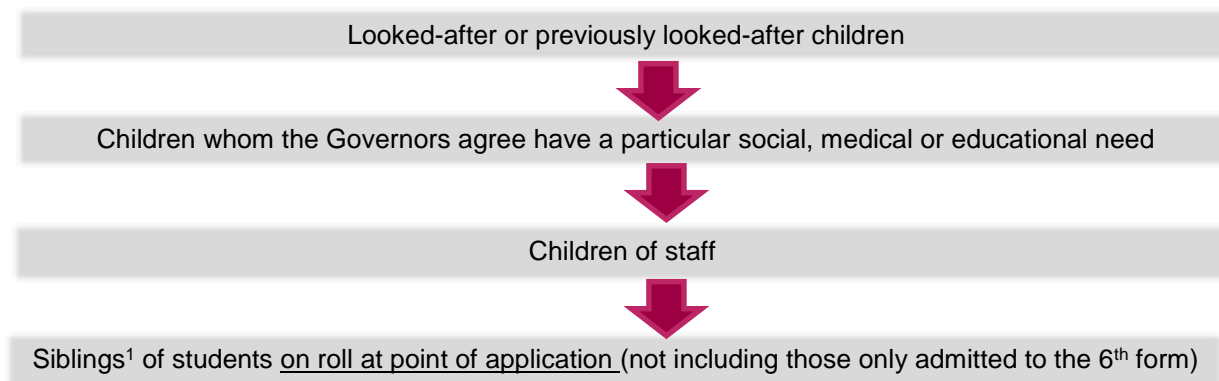 Looked-after or previously looked-after children
Children whom the Governors agree have a particular social, medical or educational need
Children of staff
Siblings¹ of students on roll at point of application (not including those only admitted to the 6th form)